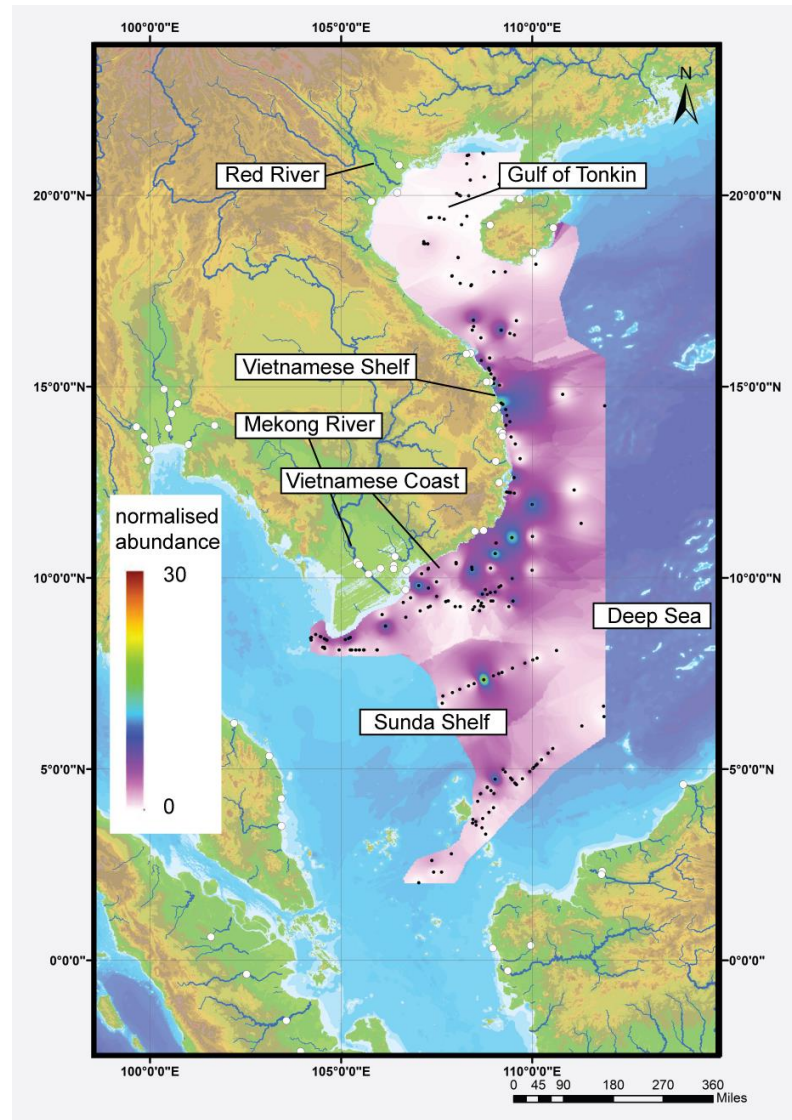 100°0'0"E 105°0'0"E 110°0'0"E
N
Red River
Gulf of Tonkin
20°0'0"N 20°0'0"N
Vietnamese Shelf
15°0'0"N 15°0'0"N
Mekong River
Vietnamese Coast
normalised
abundance
30
0
10°0'0"N 10°0'0"N
Deep Sea
Sunda Shelf
5°0'0"N 5°0'0"N
0°0'0"N 0°0'0"N
100°0'0"E 105°0'0"E 110°0'0"E
0 45 90 180 270 360
Miles